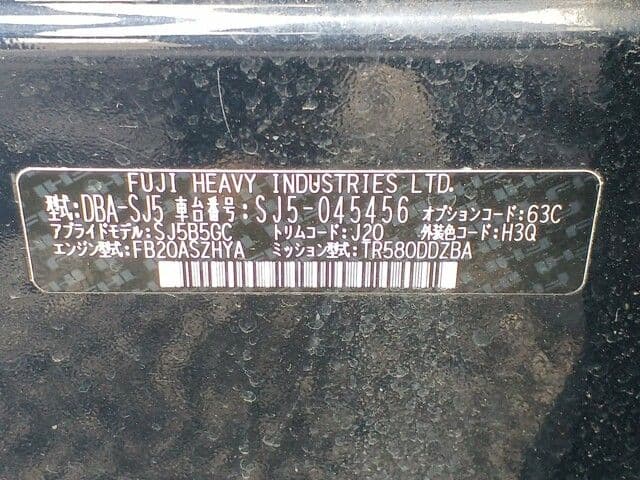 FUJI HEAVY INDUSTRIES LTD.
型式:DBA-SJ5 車台番号:SJ5-045456 オプションコード:63C
アプライドモデル:SJ5B5GC トリムコード:J20 外装色コード:H3Q
エンジン型式:FB20ASZHYA ミッション型式:TR580DDZBA